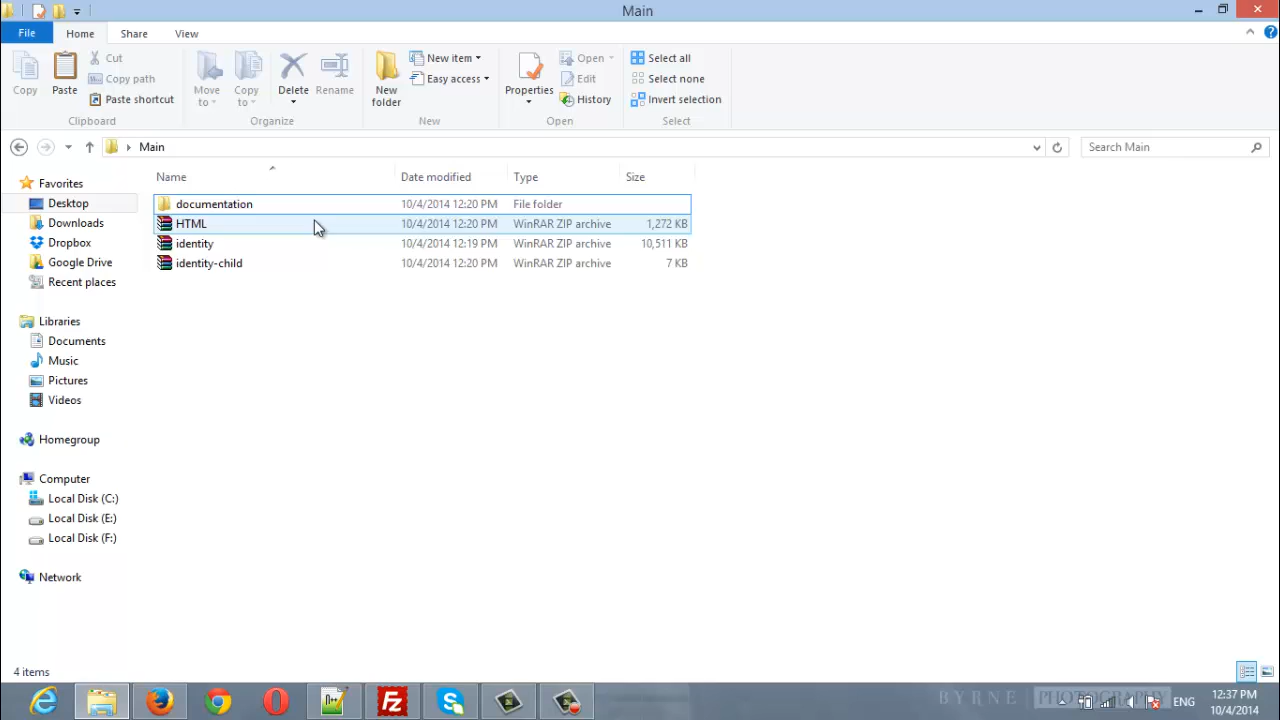 Main
File Home Share View
Copy
Paste
Cut
Copy path
Paste shortcut
Clipboard
Move to
Copy to
Delete
Rename
Organize
New folder
New item
Easy access
New
Properties
Open
Edit
History
Open
Select all
Select none
Invert selection
Select
Main
Search Main
Name Date modified Type Size
documentation 10/4/2014 12:20 PM File folder
HTML 10/4/2014 12:20 PM WinRAR ZIP archive 1,272 KB
identity 10/4/2014 12:19 PM WinRAR ZIP archive 10,511 KB
identity-child 10/4/2014 12:20 PM WinRAR ZIP archive 7 KB
Favorites
Desktop
Downloads
Dropbox
Google Drive
Recent places
Libraries
Documents
Music
Pictures
Videos
Homegroup
Computer
Local Disk (C:)
Local Disk (E:)
Local Disk (F:)
Network
4 items
BYRNE PHOTOGRAPHY
ENG
12:37 PM
10/4/2014